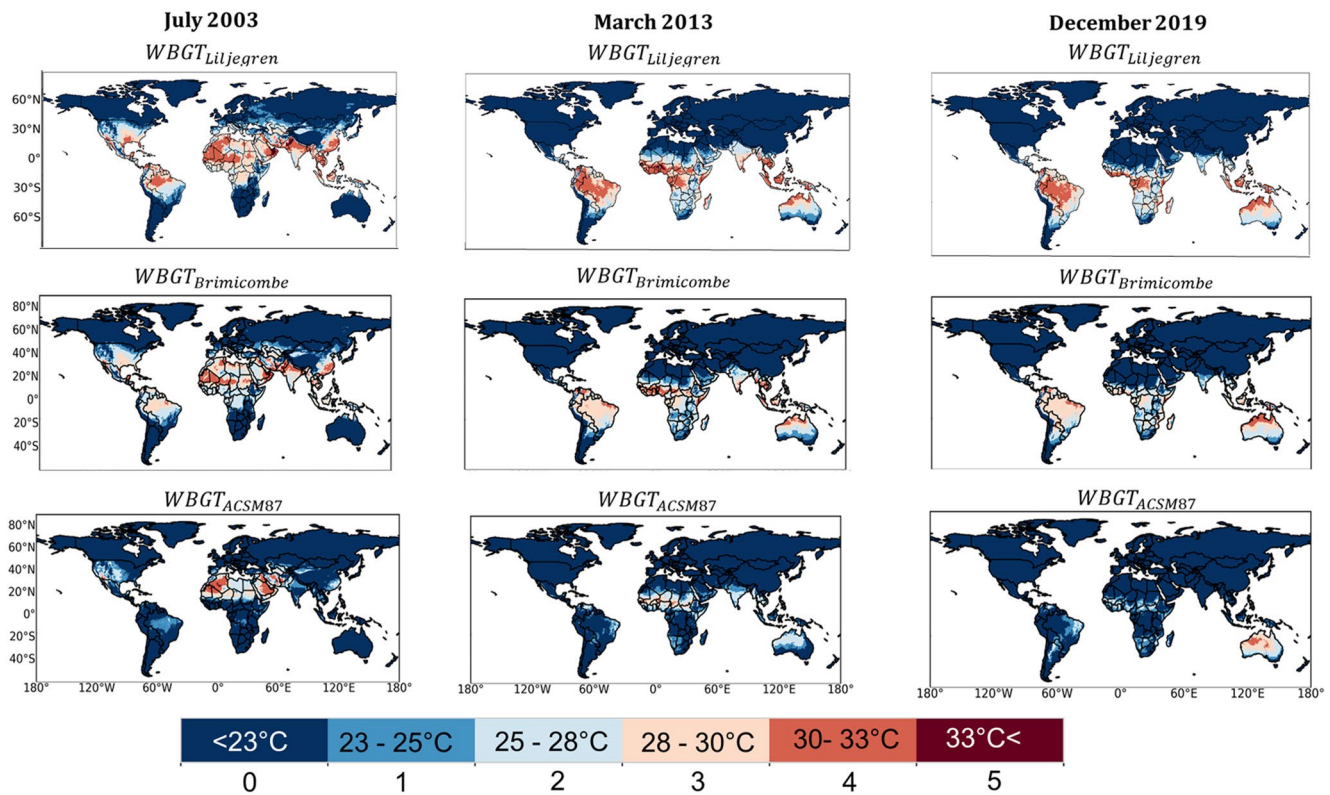 July 2003 March 2013 December 2019
WBGT_Liljegren WBGT_Liljegren WBGT_Liljegren
60°N
30°N
0°
30°S
60°S
WBGT_Brimicombe WBGT_Brimicombe WBGT_Brimicombe
80°N
60°N
40°N
20°N
0°
20°S
40°S
WBGT_ACSM87 WBGT_ACSM87 WBGT_ACSM87
80°N
60°N
40°N
20°N
0°
20°S
40°S
180° 120°W 60°W 0° 60°E 120°E 180° 180° 120°W 60°W 0° 60°E 120°E 180° 180° 120°W 60°W 0° 60°E 120°E 180°
<23°C 23 - 25°C 25 - 28°C 28 - 30°C 30- 33°C 33°C<
0 1 2 3 4 5